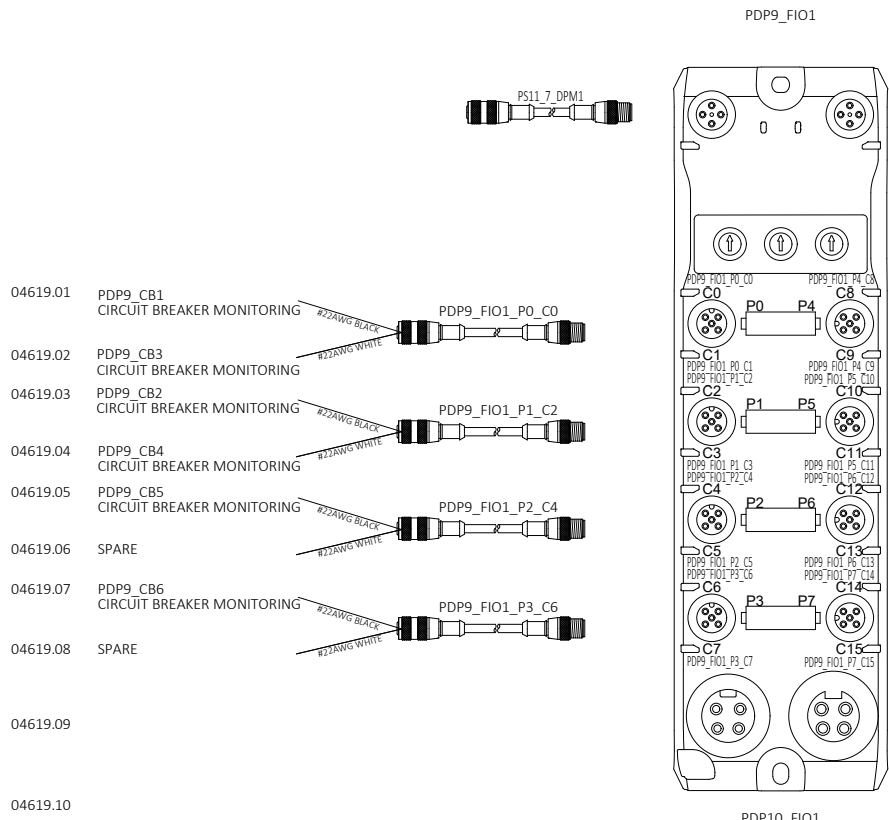 PDP9_FIO1
PS11_7_DPM1
04619.01
PDP9_CB1
CIRCUIT BREAKER MONITORING
#22AWG BLACK
PDP9_FIO1_P0_C0
04619.02
PDP9_CB3
CIRCUIT BREAKER MONITORING
#22AWG WHITE
04619.03
PDP9_CB2
CIRCUIT BREAKER MONITORING
#22AWG BLACK
PDP9_FIO1_P1_C2
04619.04
PDP9_CB4
CIRCUIT BREAKER MONITORING
#22AWG WHITE
04619.05
PDP9_CB5
CIRCUIT BREAKER MONITORING
#22AWG BLACK
PDP9_FIO1_P2_C4
04619.06
SPARE
#22AWG WHITE
04619.07
PDP9_CB6
CIRCUIT BREAKER MONITORING
#22AWG BLACK
PDP9_FIO1_P3_C6
04619.08
SPARE
#22AWG WHITE
04619.09
04619.10
PDP9_FIO1_P0_C0
PDP9_FIO1_P4_C8
C0
C8
P0
P4
C1
C9
PDP9_FIO1_P0_C1
PDP9_FIO1_P4_C9
PDP9_FIO1_P1_C2
PDP9_FIO1_P5_C10
C2
C10
P1
P5
C3
C11
PDP9_FIO1_P1_C3
PDP9_FIO1_P5_C11
PDP9_FIO1_P2_C4
PDP9_FIO1_P6_C12
C4
C12
P2
P6
C5
C13
PDP9_FIO1_P2_C5
PDP9_FIO1_P6_C13
PDP9_FIO1_P3_C6
PDP9_FIO1_P7_C14
C6
C14
P3
P7
C7
C15
PDP9_FIO1_P3_C7
PDP9_FIO1_P7_C15
PDP10_FIO1